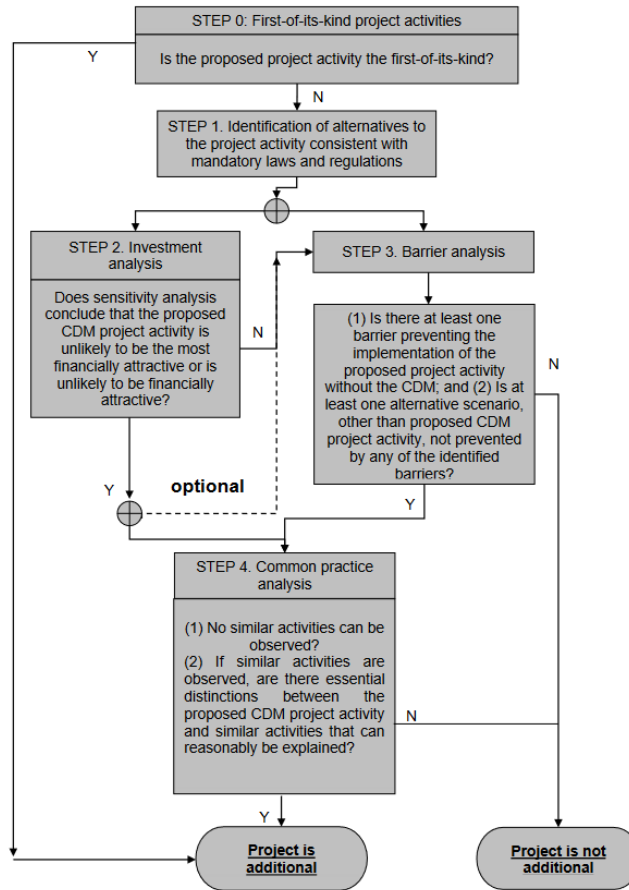 STEP 0: First-of-its-kind project activities
Y
Is the proposed project activity the first-of-its-kind?
N
STEP 1. Identification of alternatives to
the project activity consistent with
mandatory laws and regulations
STEP 2. Investment
analysis
Does sensitivity analysis
conclude that the proposed
CDM project activity is
unlikely to be the most
financially attractive or is
unlikely to be financially
attractive?
N
STEP 3. Barrier analysis
(1) Is there at least one
barrier preventing the
implementation of the
proposed project activity
without the CDM; and (2) Is at
least one alternative scenario,
other than proposed CDM
project activity, not prevented
by any of the identified
barriers?
N
Y
optional
Y
STEP 4. Common practice
analysis
(1) No similar activities can be
observed?
(2) If similar activities are
observed, are there essential
distinctions between the
proposed CDM project activity
and similar activities that can
reasonably be explained?
N
Y
Project is
additional
Project is not
additional